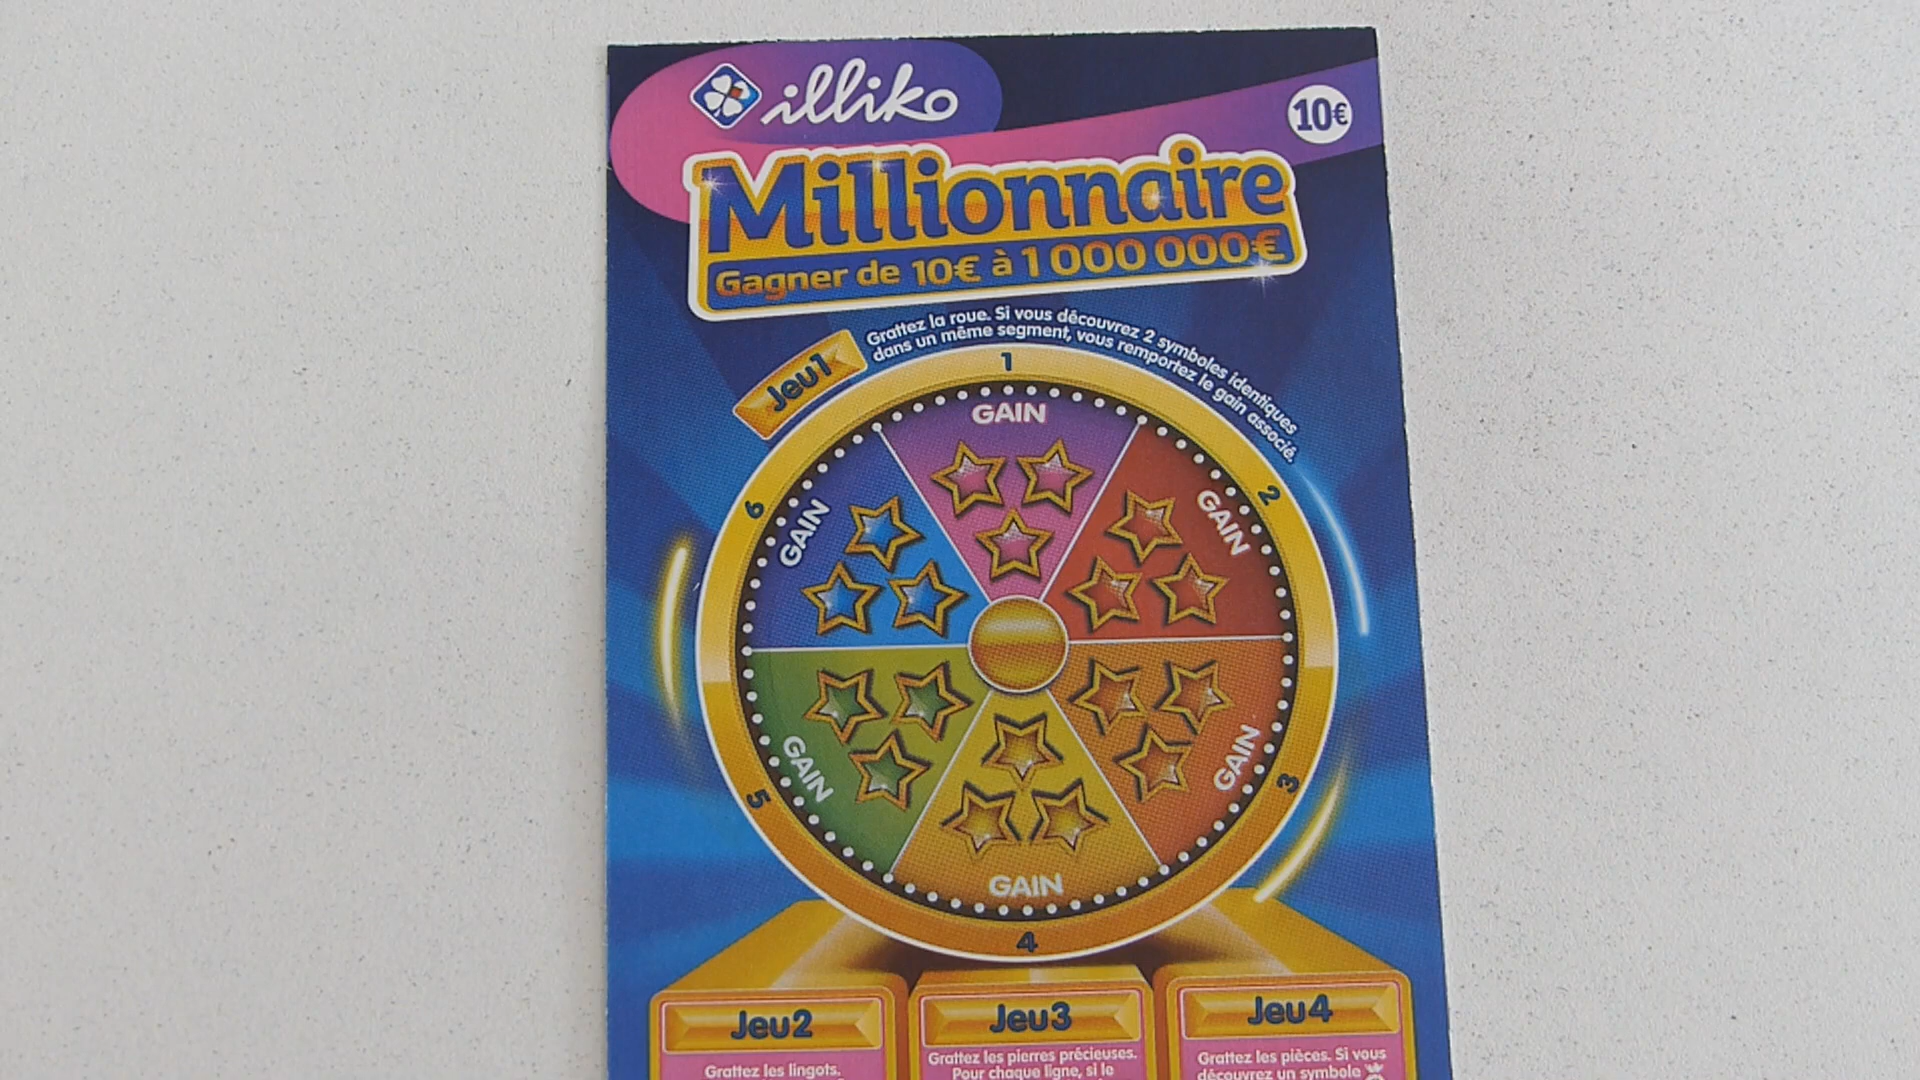 illiko
10€
Millionnaire
Gagner de 10€ à 1 000 000€
Jeu1
Grattez la roue. Si vous découvrez 2 symboles identiques
dans un même segment, vous remportez le gain associé.
1
GAIN
2
GAIN
3
GAIN
4
GAIN
5
GAIN
6
GAIN
Jeu2
Grattez les lingots.
Jeu3
Grattez les pierres précieuses.
Pour chaque ligne, si le
Jeu4
Grattez les pièces. Si vous
découvrez un symbole